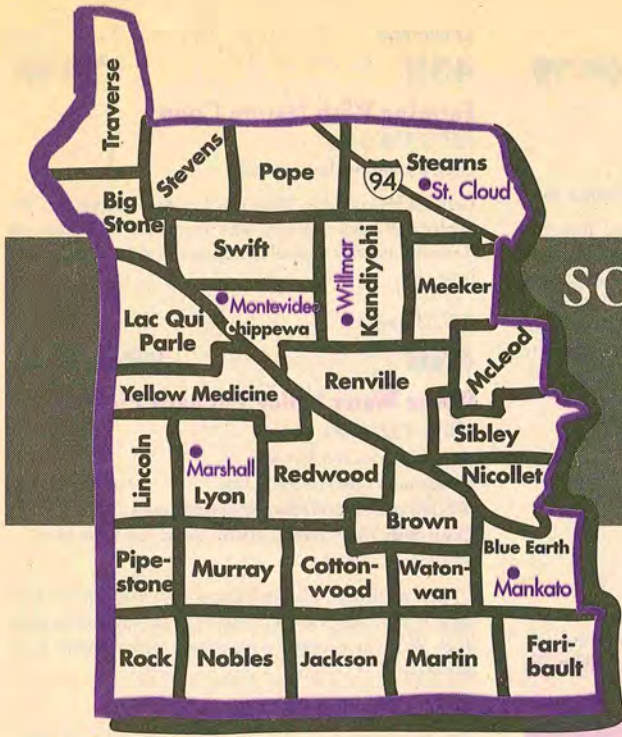 Traverse
Stevens
Pope
94
Stearns
St. Cloud
Big
Stone
Swift
Willmar
Kandiyohi
Meeker
SO
Montevideo
Chippewa
Lac Qui
Parle
Renville
McLeod
Yellow Medicine
Sibley
Lincoln
Marshall
Lyon
Redwood
Nicollet
Brown
Blue Earth
Mankato
Pipe-
stone
Murray
Cotton-
wood
Waton-
wan
Rock
Nobles
Jackson
Martin
Fari-
bault